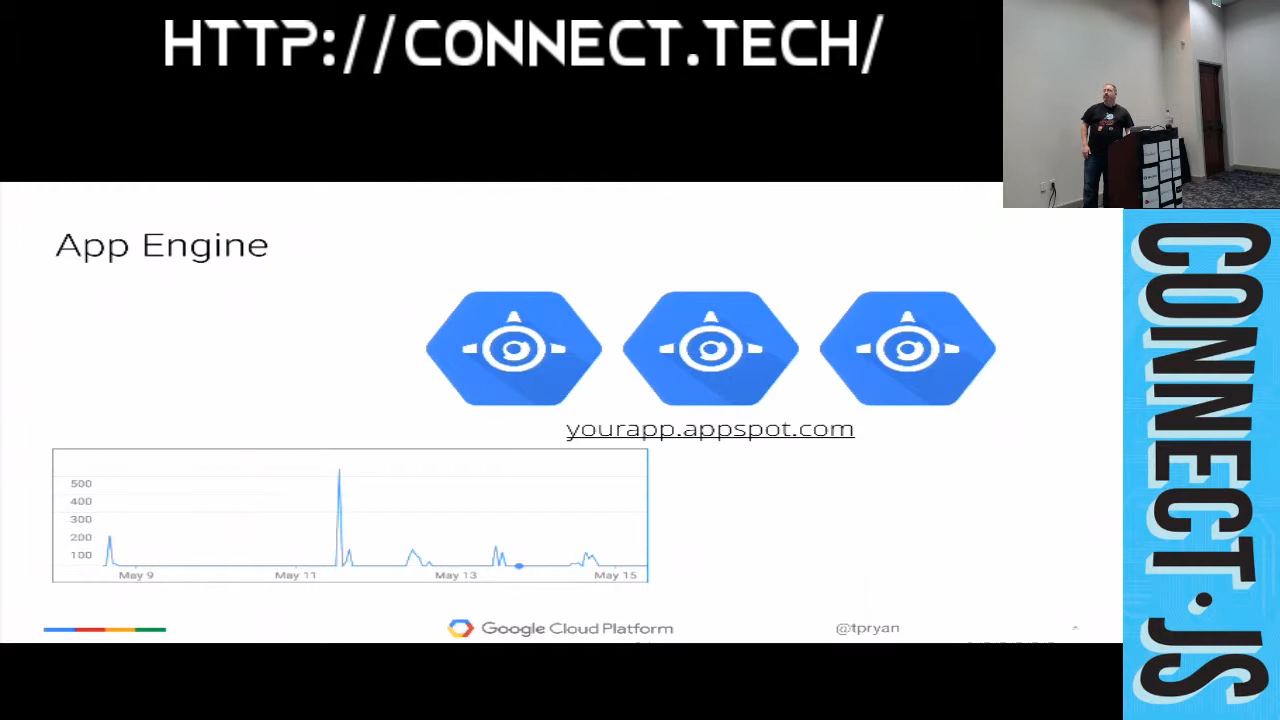 HTTP://CONNECT.TECH/
App Engine
yourapp.appspot.com
500
400
300
200
100
May 9
May 11
May 13
May 15
Google Cloud Platform
@tpryan
CONNECT.JS